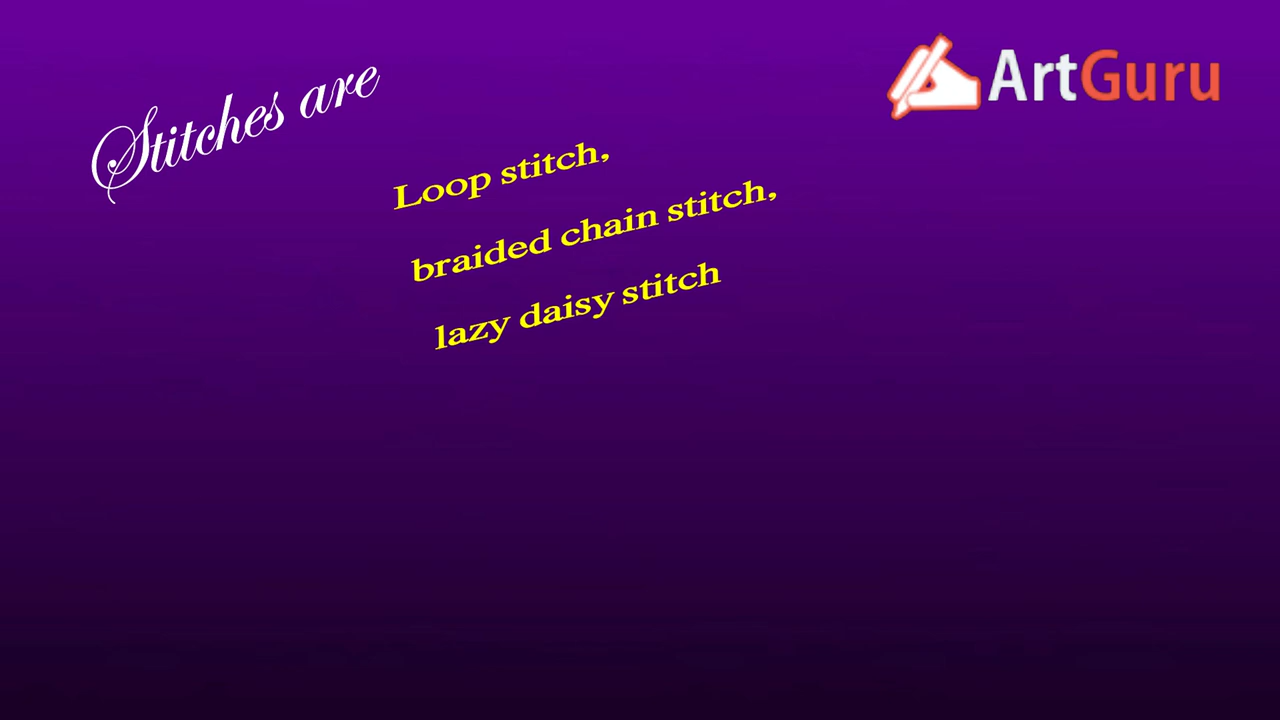 ArtGuru
Stitches are
Loop stitch,
braided chain stitch,
lazy daisy stitch